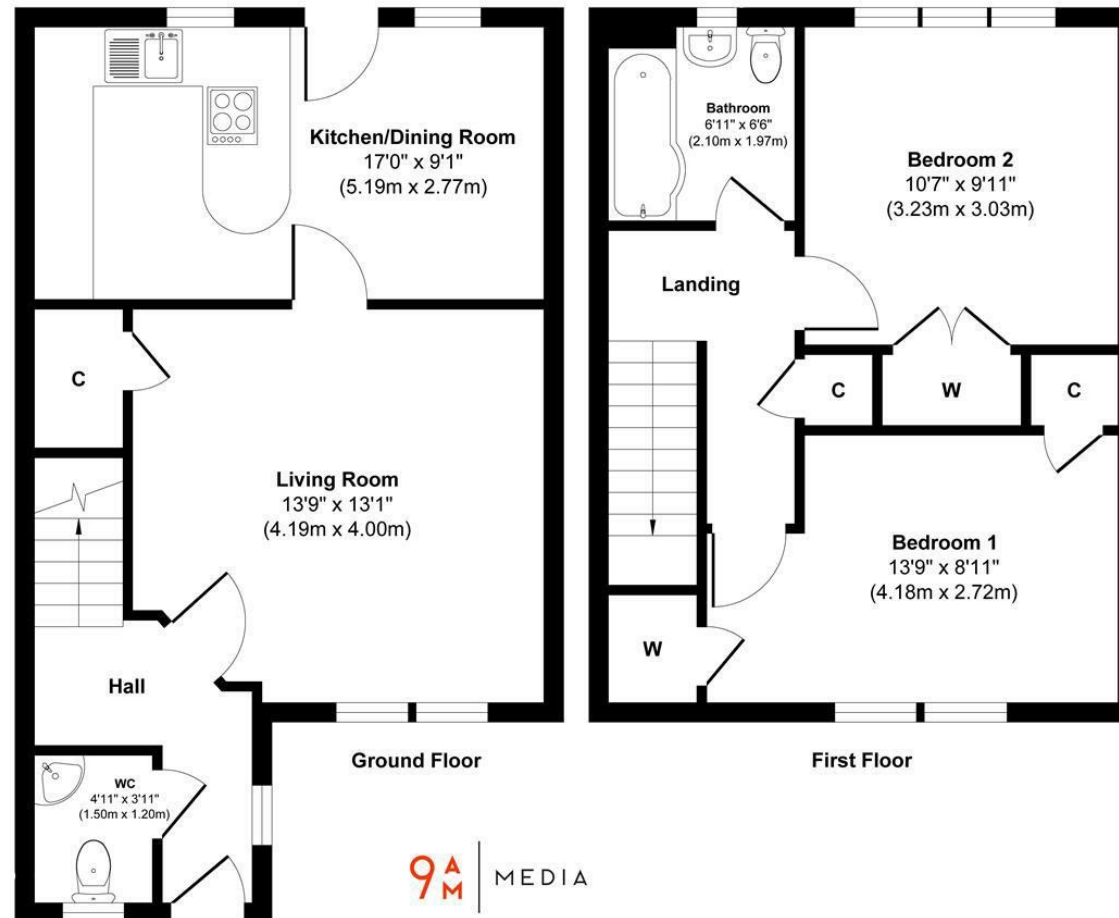 Kitchen/Dining Room
17'0" x 9'1"
(5.19m x 2.77m)
C
Living Room
13'9" x 13'1"
(4.19m x 4.00m)
Hall
WC
4'11" x 3'11"
(1.50m x 1.20m)
Ground Floor
Bathroom
6'11" x 6'6"
(2.10m x 1.97m)
Bedroom 2
10'7" x 9'11"
(3.23m x 3.03m)
Landing
C
W
C
Bedroom 1
13'9" x 8'11"
(4.18m x 2.72m)
W
First Floor
9AM MEDIA